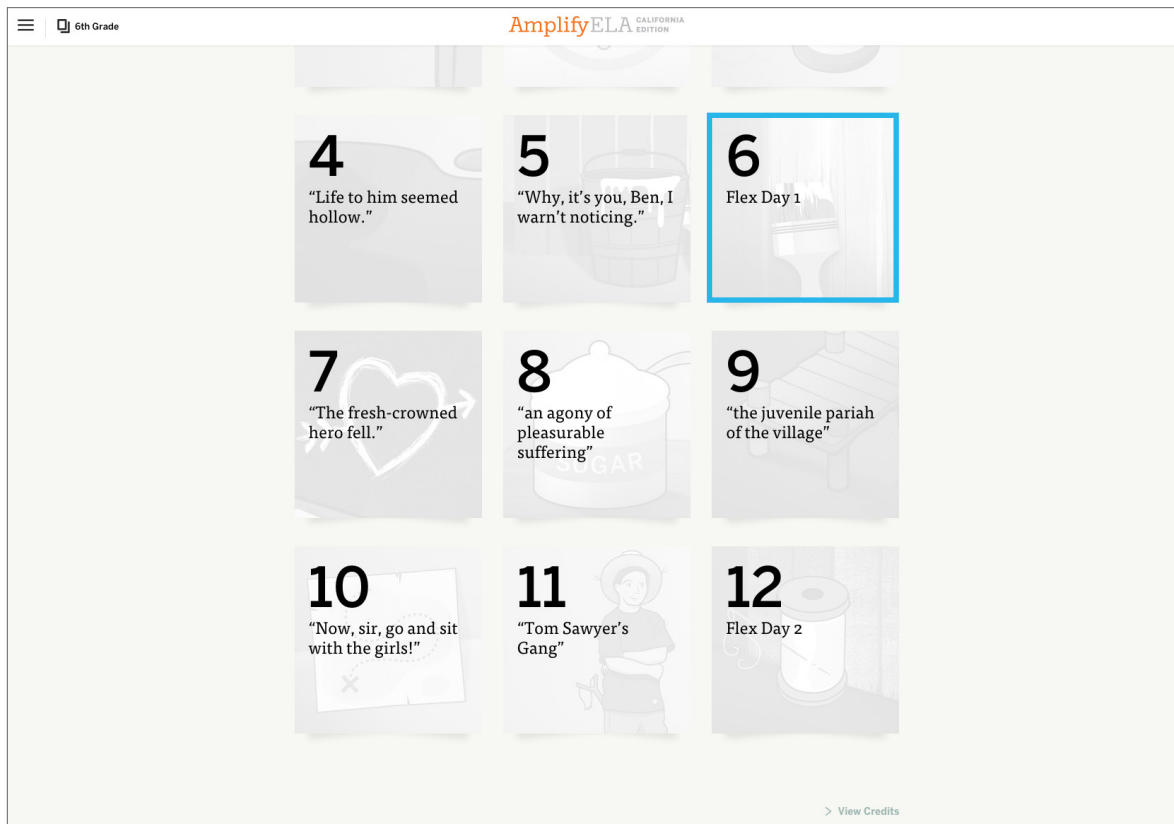 6th Grade
AmplifyELA CALIFORNIA EDITION
4
“Life to him seemed
hollow.”
5
“Why, it’s you, Ben, I
warn’t noticing.”
6
Flex Day 1
7
“The fresh-crowned
hero fell.”
8
“an agony of
pleasurable
suffering”
SUGAR
9
“the juvenile pariah
of the village”
10
“Now, sir, go and sit
with the girls!”
11
“Tom Sawyer’s
Gang”
12
Flex Day 2
> View Credits